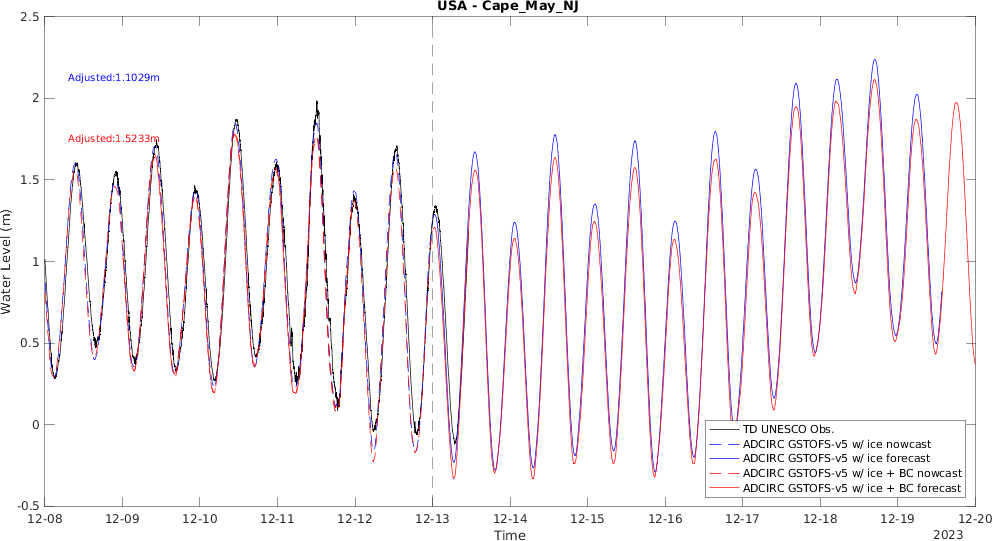 USA - Cape_May_NJ
2.5
2
1.5
1
0.5
0
-0.5
Water Level (m)
Adjusted:1.1029m
Adjusted:1.5233m
TD UNESCO Obs.
ADCIRC GSTOFS-v5 w/ ice nowcast
ADCIRC GSTOFS-v5 w/ ice forecast
ADCIRC GSTOFS-v5 w/ ice + BC nowcast
ADCIRC GSTOFS-v5 w/ ice + BC forecast
12-08 12-09 12-10 12-11 12-12 12-13 12-14 12-15 12-16 12-17 12-18 12-19 12-20
Time
2023